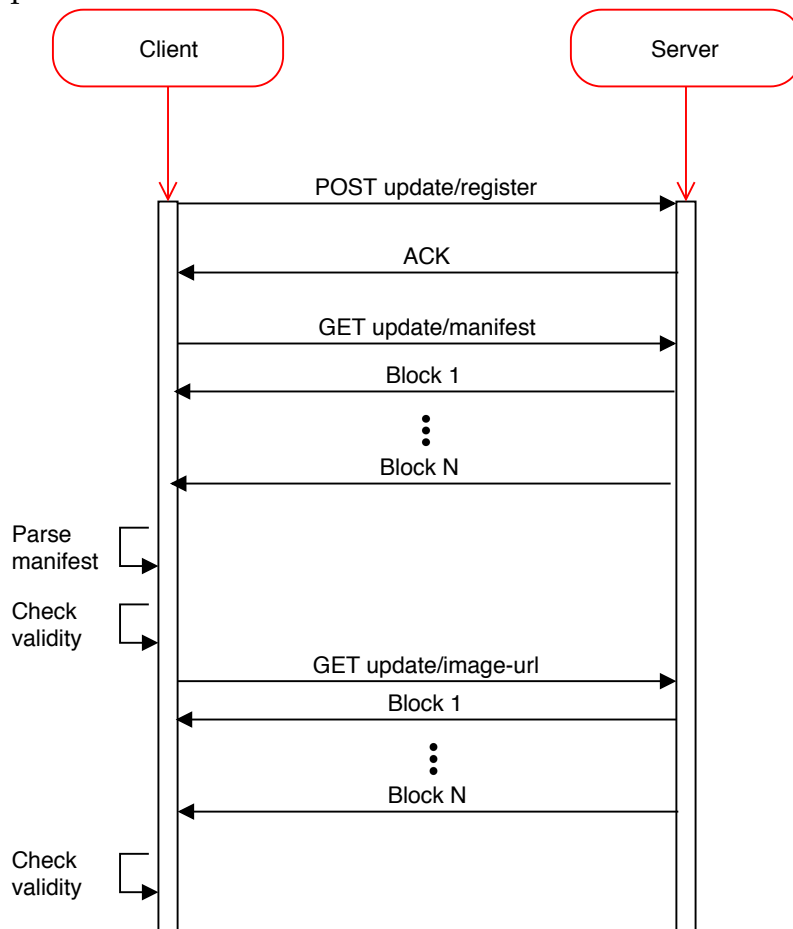 Client
Server
POST update/register
ACK
GET update/manifest
Block 1
Block N
Parse
manifest
Check
validity
GET update/image-url
Block 1
Block N
Check
validity